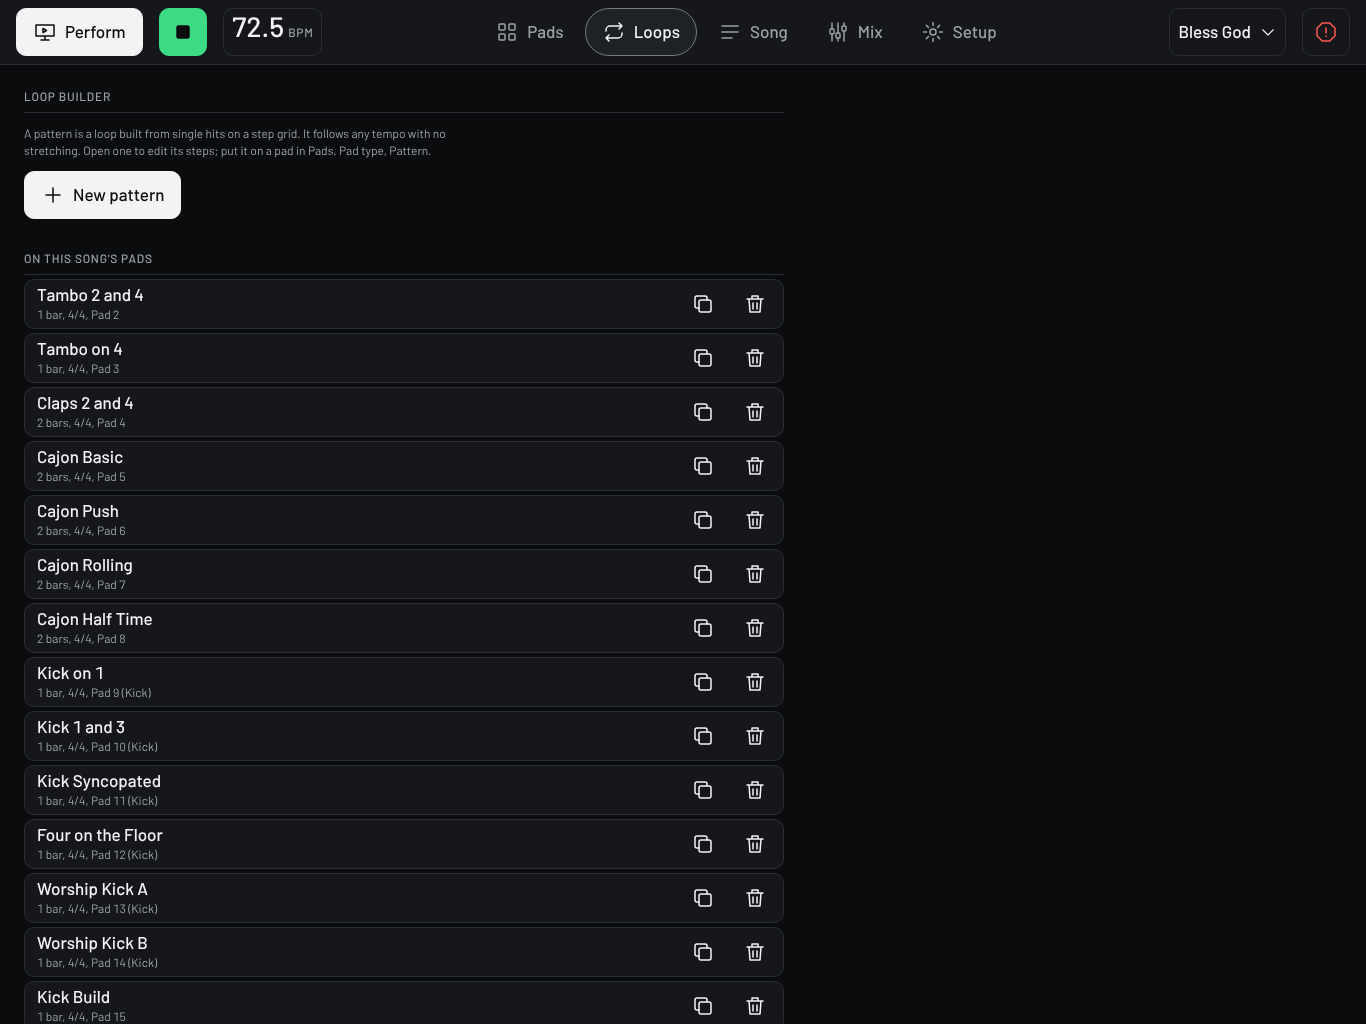 Perform
72.5 BPM
Pads
Loops
Song
Mix
Setup
Bless God
LOOP BUILDER
A pattern is a loop built from single hits on a step grid. It follows any tempo with no
stretching. Open one to edit its steps; put it on a pad in Pads, Pad type, Pattern.
New pattern
ON THIS SONG'S PADS
Tambo 2 and 4
1 bar, 4/4, Pad 2
Tambo on 4
1 bar, 4/4, Pad 3
Claps 2 and 4
2 bars, 4/4, Pad 4
Cajon Basic
2 bars, 4/4, Pad 5
Cajon Push
2 bars, 4/4, Pad 6
Cajon Rolling
2 bars, 4/4, Pad 7
Cajon Half Time
2 bars, 4/4, Pad 8
Kick on 1
1 bar, 4/4, Pad 9 (Kick)
Kick 1 and 3
1 bar, 4/4, Pad 10 (Kick)
Kick Syncopated
1 bar, 4/4, Pad 11 (Kick)
Four on the Floor
1 bar, 4/4, Pad 12 (Kick)
Worship Kick A
1 bar, 4/4, Pad 13 (Kick)
Worship Kick B
1 bar, 4/4, Pad 14 (Kick)
Kick Build
1 bar, 4/4, Pad 15